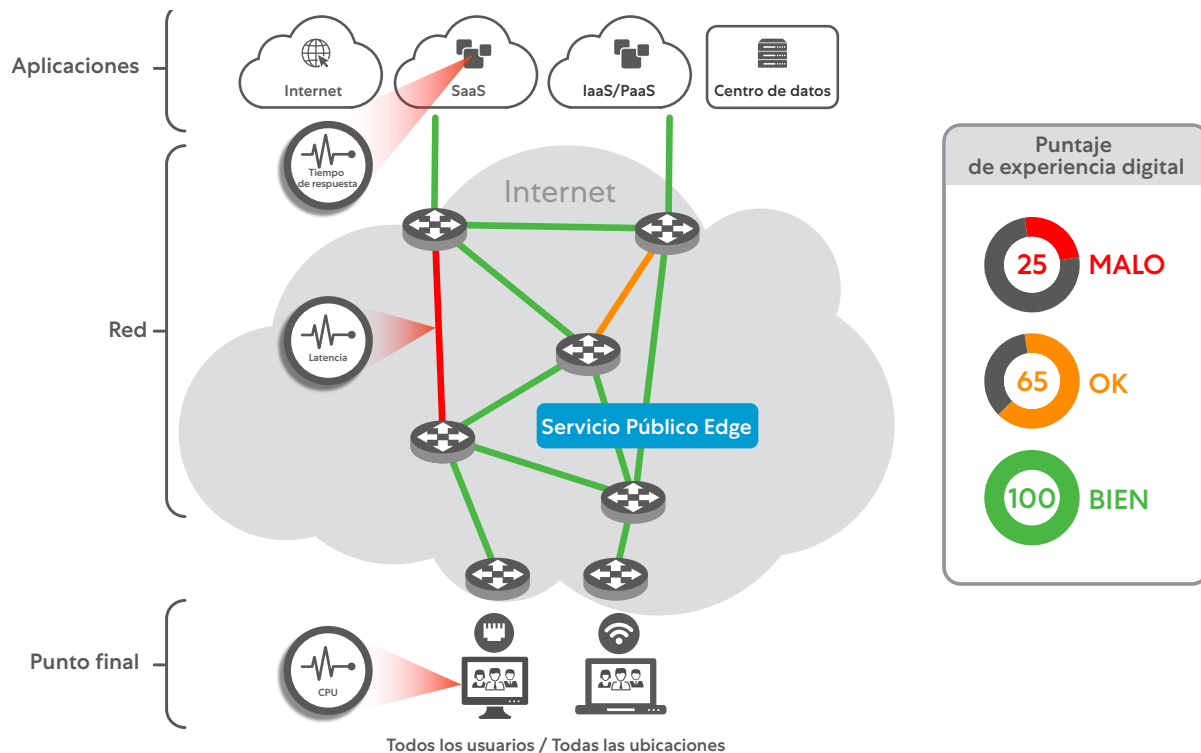 Aplicaciones
Internet
SaaS
IaaS/PaaS
Centro de datos
Tiempo
de respuesta
Internet
Red
Latencia
Servicio Público Edge
Punto final
CPU
Todos los usuarios / Todas las ubicaciones
Puntaje
de experiencia digital
25 MALO
65 OK
100 BIEN